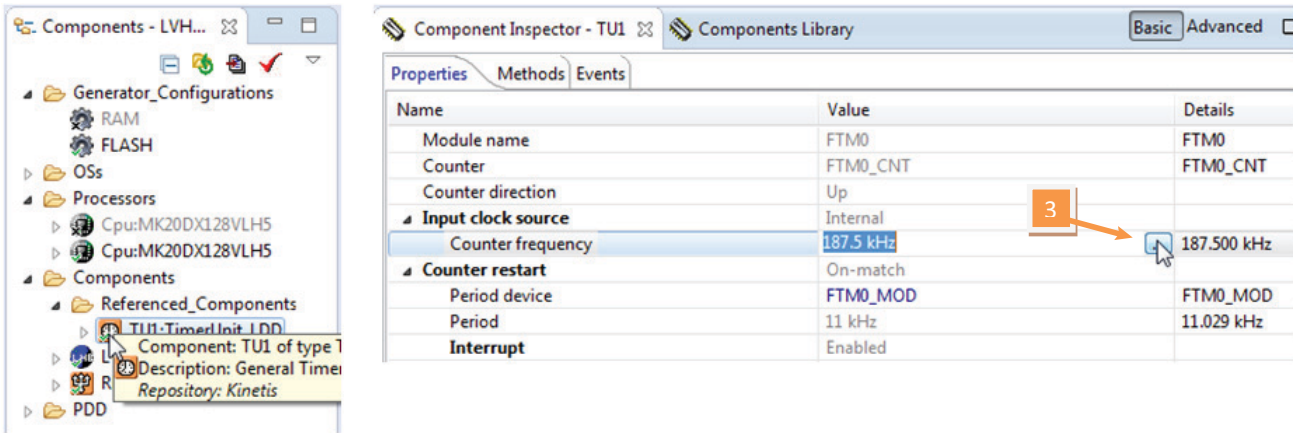 Components - LVH...
Generator_Configurations
RAM
FLASH
OSs
Processors
Cpu:MK20DX128VLH5
Cpu:MK20DX128VLH5
Components
Referenced_Components
TU1:TimerUnit_LDD
Component: TU1 of type T
Description: General Timer
Repository: Kinetis
L
R
PDD
Component Inspector - TU1 Components Library Basic Advanced
Properties Methods Events
Name Value Details
Module name FTM0 FTM0
Counter FTM0_CNT FTM0_CNT
Counter direction Up
Input clock source Internal
3
Counter frequency 187.5 kHz 187.500 kHz
Counter restart On-match
Period device FTM0_MOD FTM0_MOD
Period 11 kHz 11.029 kHz
Interrupt Enabled